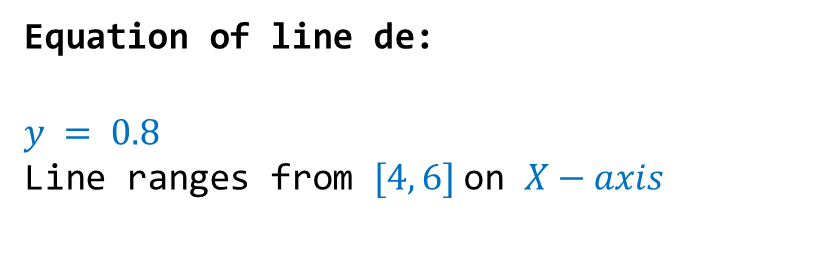 Equation of line de:
y = 0.8
Line ranges from [4, 6] on X − axis